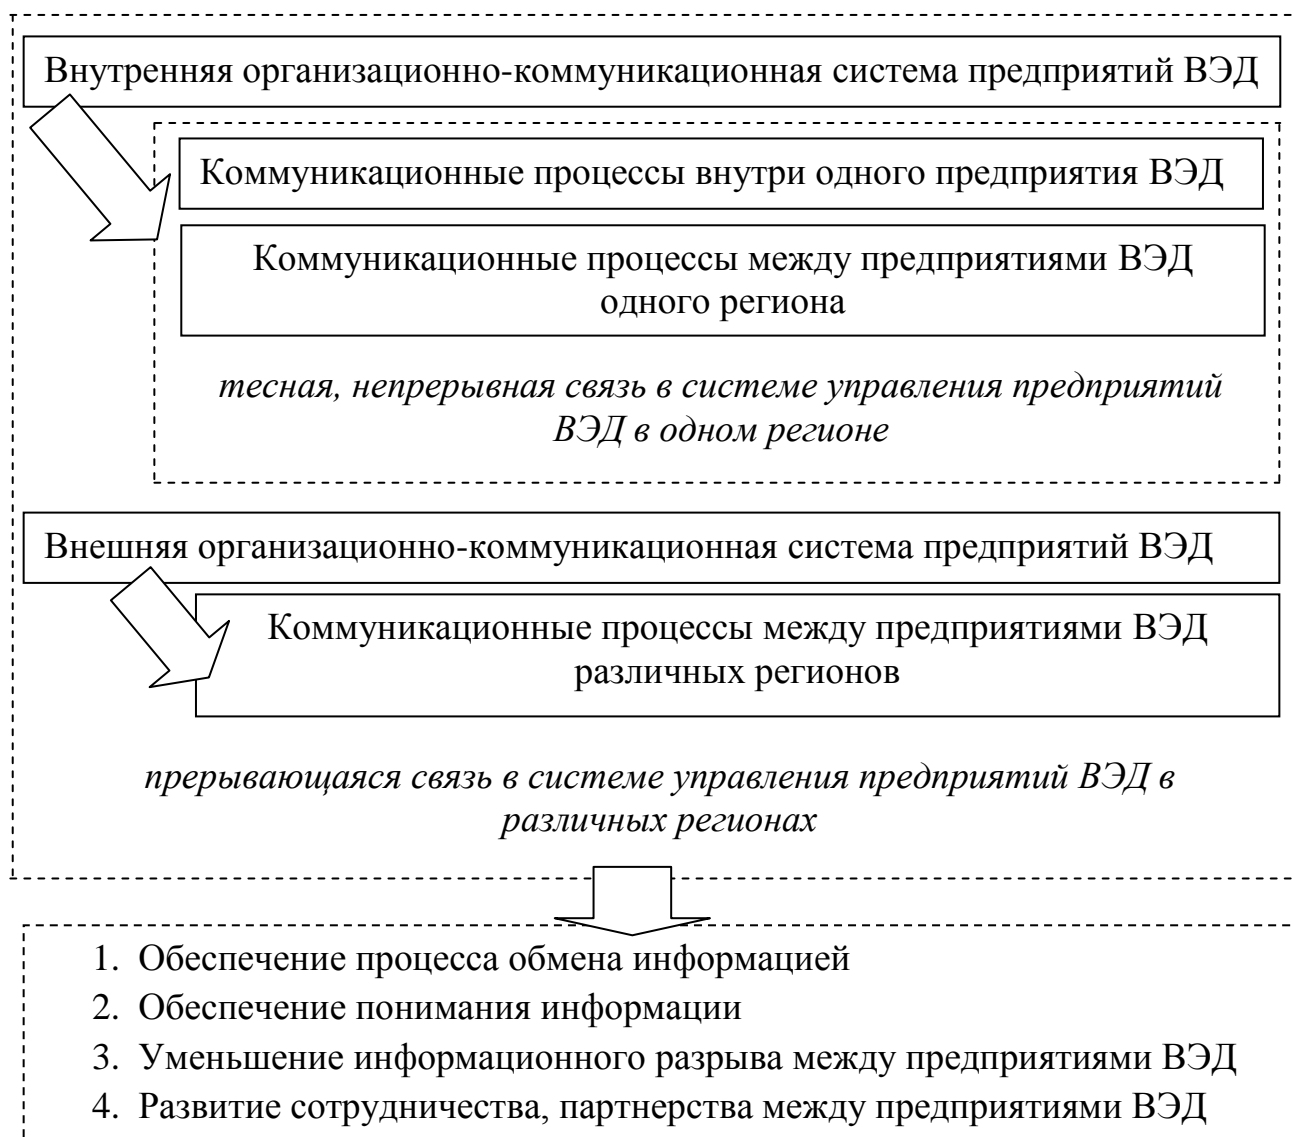 Внутренняя организационно-коммуникационная система предприятий ВЭД
Коммуникационные процессы внутри одного предприятия ВЭД
Коммуникационные процессы между предприятиями ВЭД
одного региона
тесная, непрерывная связь в системе управления предприятий
ВЭД в одном регионе
Внешняя организационно-коммуникационная система предприятий ВЭД
Коммуникационные процессы между предприятиями ВЭД
различных регионов
прерывающаяся связь в системе управления предприятий ВЭД в
различных регионах
1. Обеспечение процесса обмена информацией
2. Обеспечение понимания информации
3. Уменьшение информационного разрыва между предприятиями ВЭД
4. Развитие сотрудничества, партнерства между предприятиями ВЭД